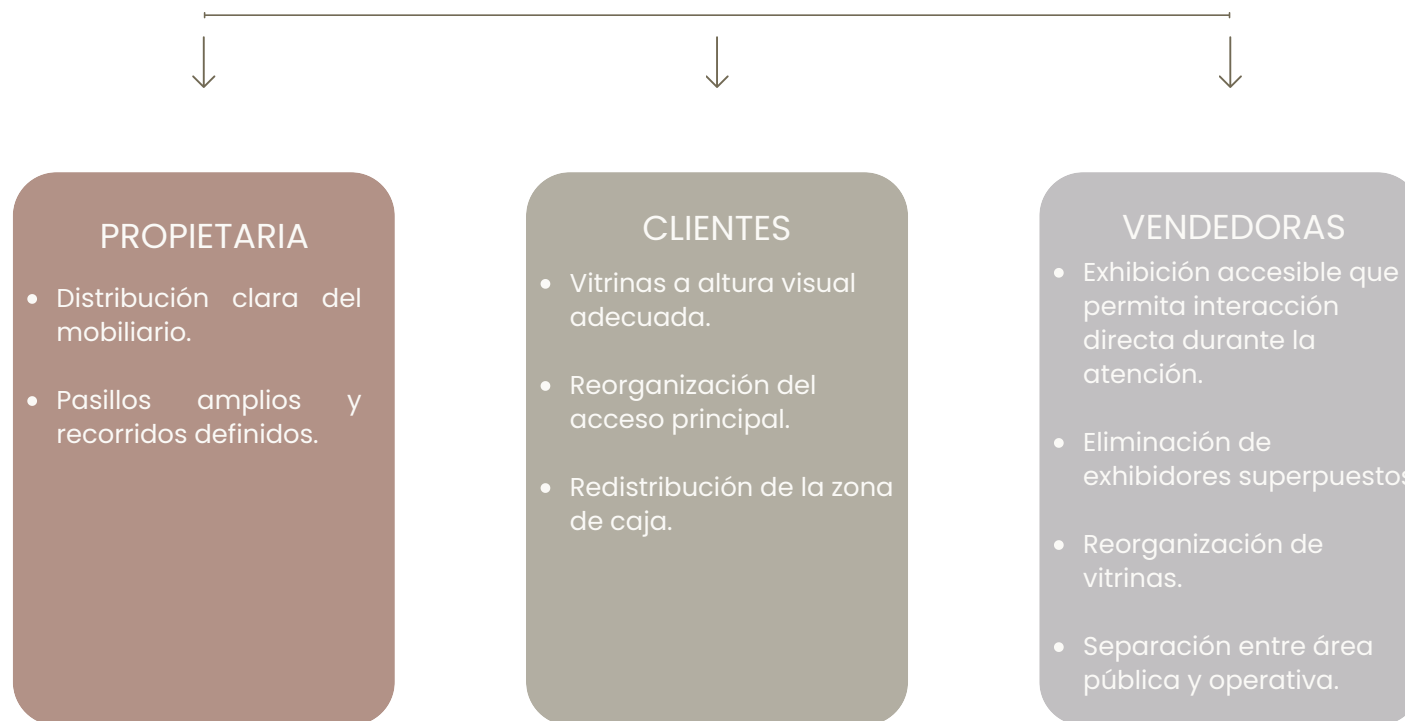 PROPIETARIA
• Distribución clara del
mobiliario.
• Pasillos amplios y
recorridos definidos.
CLIENTES
• Vitrinas a altura visual
adecuada.
• Reorganización del
acceso principal.
• Redistribución de la zona
de caja.
VENDEDORAS
• Exhibición accesible que
permita interacción
directa durante la
atención.
• Eliminación de
exhibidores superpuestos
• Reorganización de
vitrinas.
• Separación entre área
pública y operativa.